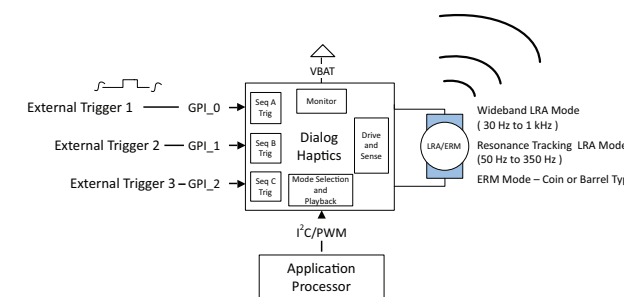 VBAT
External Trigger 1
GPI_0
Seq A
Trig
Monitor
External Trigger 2
GPI_1
Seq B
Trig
Dialog
Haptics
Drive
and
Sense
External Trigger 3
GPI_2
Seq C
Trig
Mode Selection
and
Playback
LRA/ERM
Wideband LRA Mode
( 30 Hz to 1 kHz )
Resonance Tracking LRA Mode
(50 Hz to 350 Hz )
ERM Mode – Coin or Barrel Typ
I²C/PWM
Application
Processor